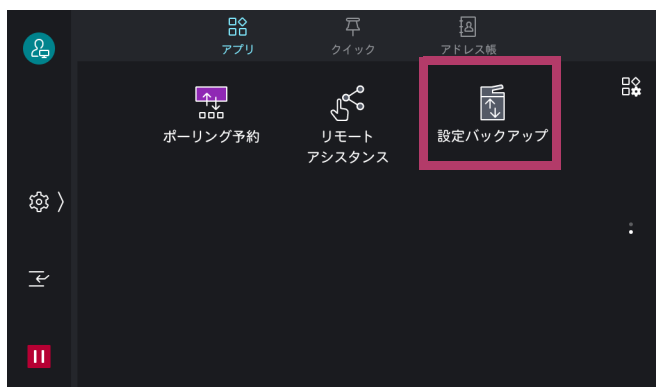 アプリ
クイック
アドレス帳
ポーリング予約
リモート
アシスタンス
設定バックアップ